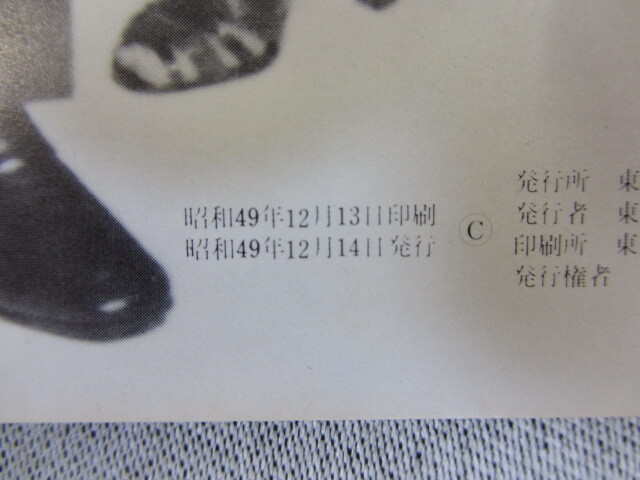 昭和49年12月13日印刷
昭和49年12月14日発行
Ⓒ
発行所 東
発行者 東
印刷所 東
発行権者